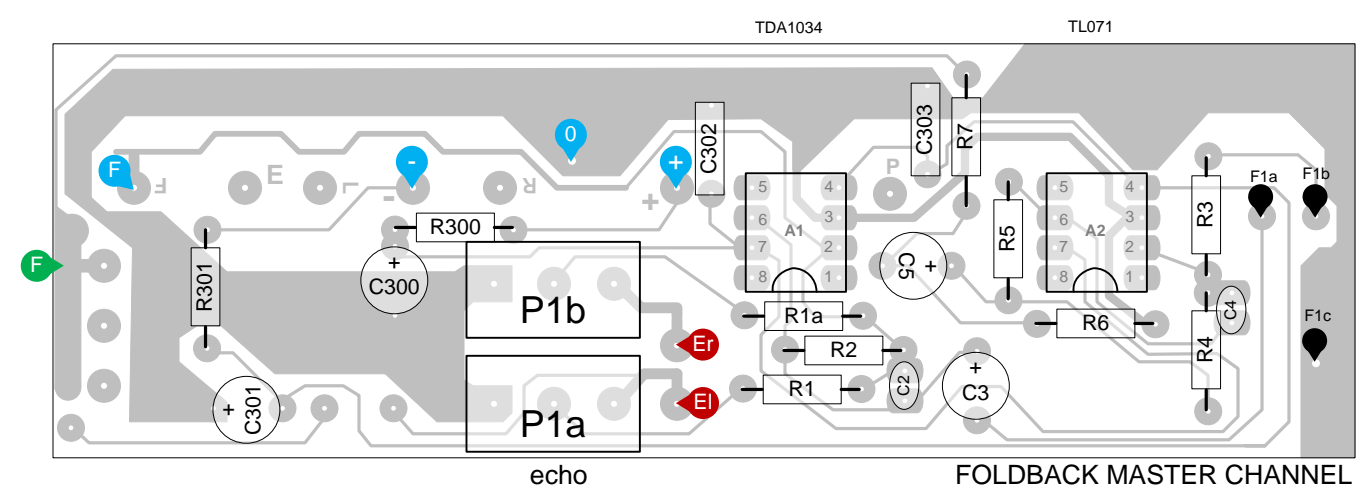 TDA1034 TL071
C302
C303
R7
F
0
-
+
F
E
L
-
R
+
P
5 4
6 3
A1
7 2
8 1
5 4
6 3
A2
7 2
8 1
F1a
F1b
R3
R5
R300
+
C300
R301
F
P1b
Er
R1a
C5
+
R6
C4
F1c
R2
R4
P1a
El
R1
C2
+
C3
+
C301
echo
FOLDBACK MASTER CHANNEL